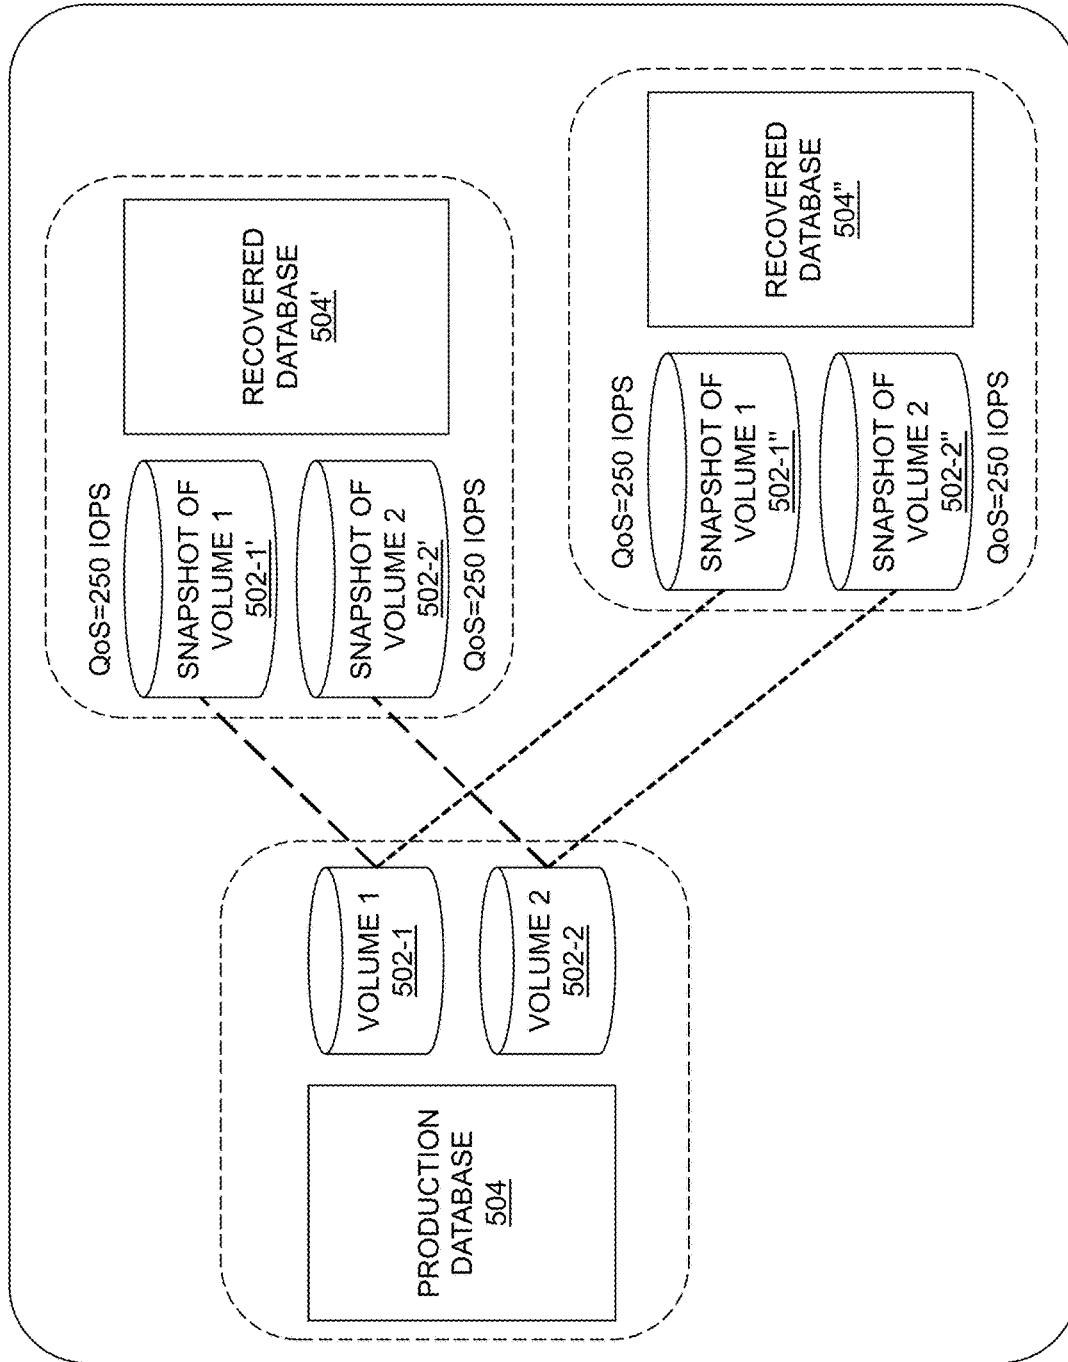 PRODUCTION
DATABASE
504
VOLUME 1
502-1
VOLUME 2
502-2
QoS=250 IOPS
SNAPSHOT OF
VOLUME 1
502-1'
SNAPSHOT OF
VOLUME 2
502-2'
QoS=250 IOPS
RECOVERED
DATABASE
504'
QoS=250 IOPS
SNAPSHOT OF
VOLUME 1
502-1"
SNAPSHOT OF
VOLUME 2
502-2"
QoS=250 IOPS
RECOVERED
DATABASE
504"